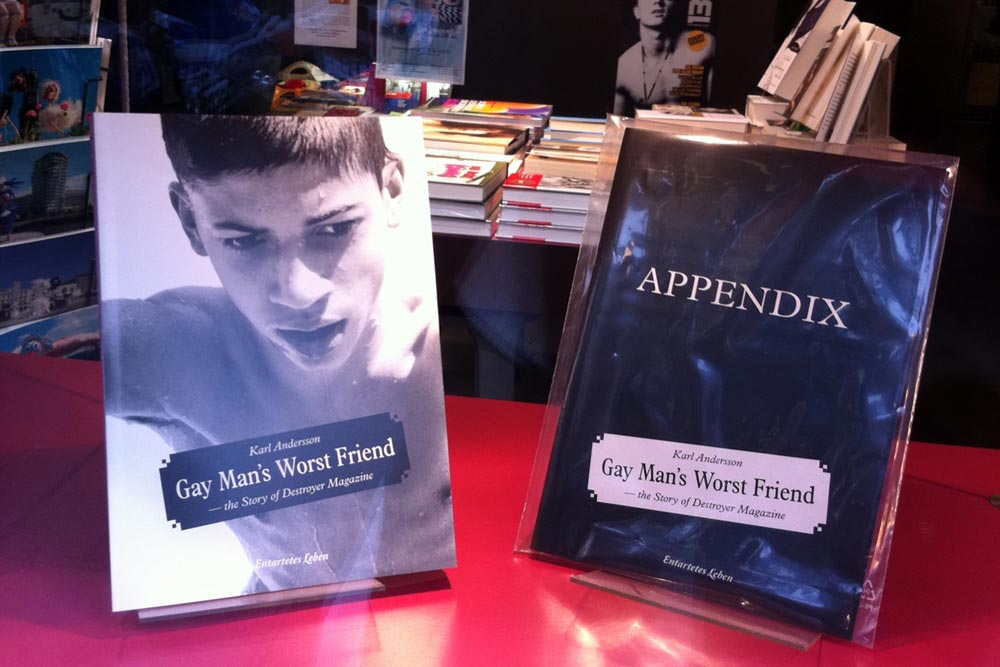 Karl Andersson
Gay Man's Worst Friend
— the Story of Destroyer Magazine
Entartetes Leben
APPENDIX
Karl Andersson
Gay Man's Worst Friend
— the Story of Destroyer Magazine
Entartetes Leben